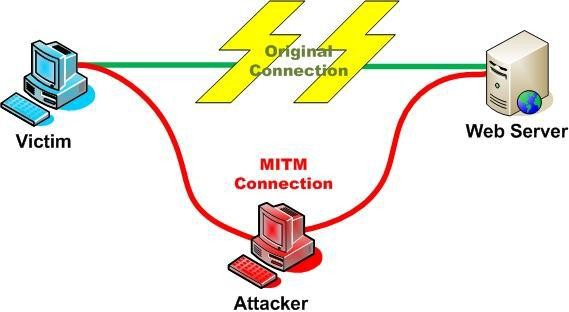 Original
Connection
Victim
Web Server
MITM
Connection
Attacker